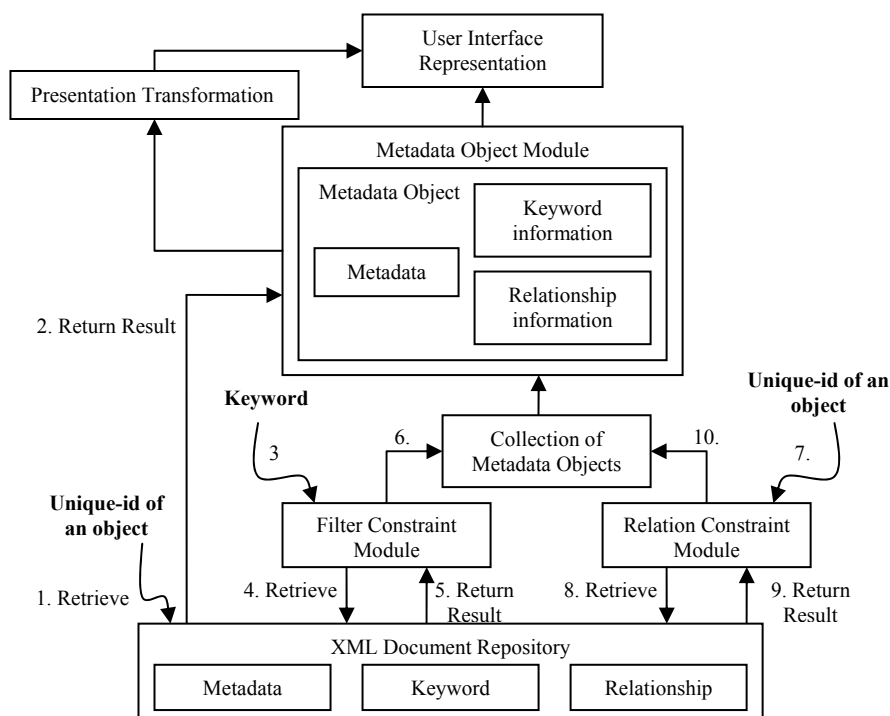 User Interface
Representation
Presentation Transformation
Metadata Object Module
Metadata Object
Keyword
information
Metadata
Relationship
information
2. Return Result
Unique-id of an
object
Keyword
3
6.
Collection of
Metadata Objects
10.
7.
Unique-id of
an object
Filter Constraint
Module
Relation Constraint
Module
1. Retrieve
4. Retrieve
5. Return
Result
8. Retrieve
9. Return
Result
XML Document Repository
Metadata
Keyword
Relationship